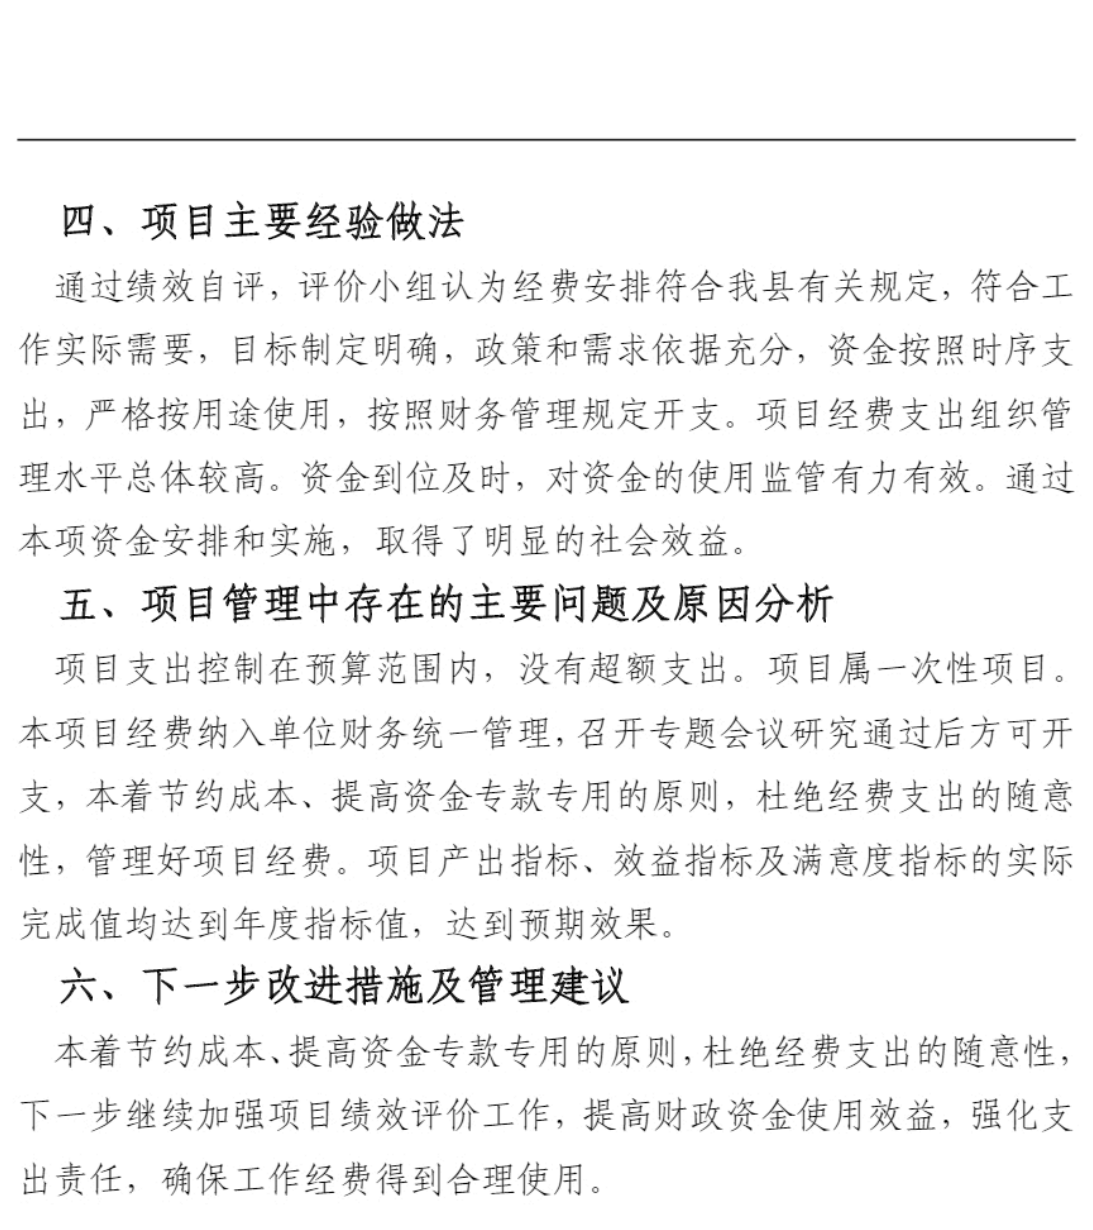 四、项目主要经验做法
通过绩效自评，评价小组认为经费安排符合我县有关规定，符合工
作实际需要，目标制定明确，政策和需求依据充分，资金按照时序支
出，严格按用途使用，按照财务管理规定开支。项目经费支出组织管
理水平总体较高。资金到位及时，对资金的使用监管有力有效。通过
本项资金安排和实施，取得了明显的社会效益。
五、项目管理中存在的主要问题及原因分析
项目支出控制在预算范围内，没有超额支出。项目属一次性项目。
本项目经费纳入单位财务统一管理，召开专题会议研究通过后方可开
支，本着节约成本、提高资金专款专用的原则，杜绝经费支出的随意
性，管理好项目经费。项目产出指标、效益指标及满意度指标的实际
完成值均达到年度指标值，达到预期效果。
六、下一步改进措施及管理建议
本着节约成本、提高资金专款专用的原则，杜绝经费支出的随意性，
下一步继续加强项目绩效评价工作，提高财政资金使用效益，强化支
出责任，确保工作经费得到合理使用。